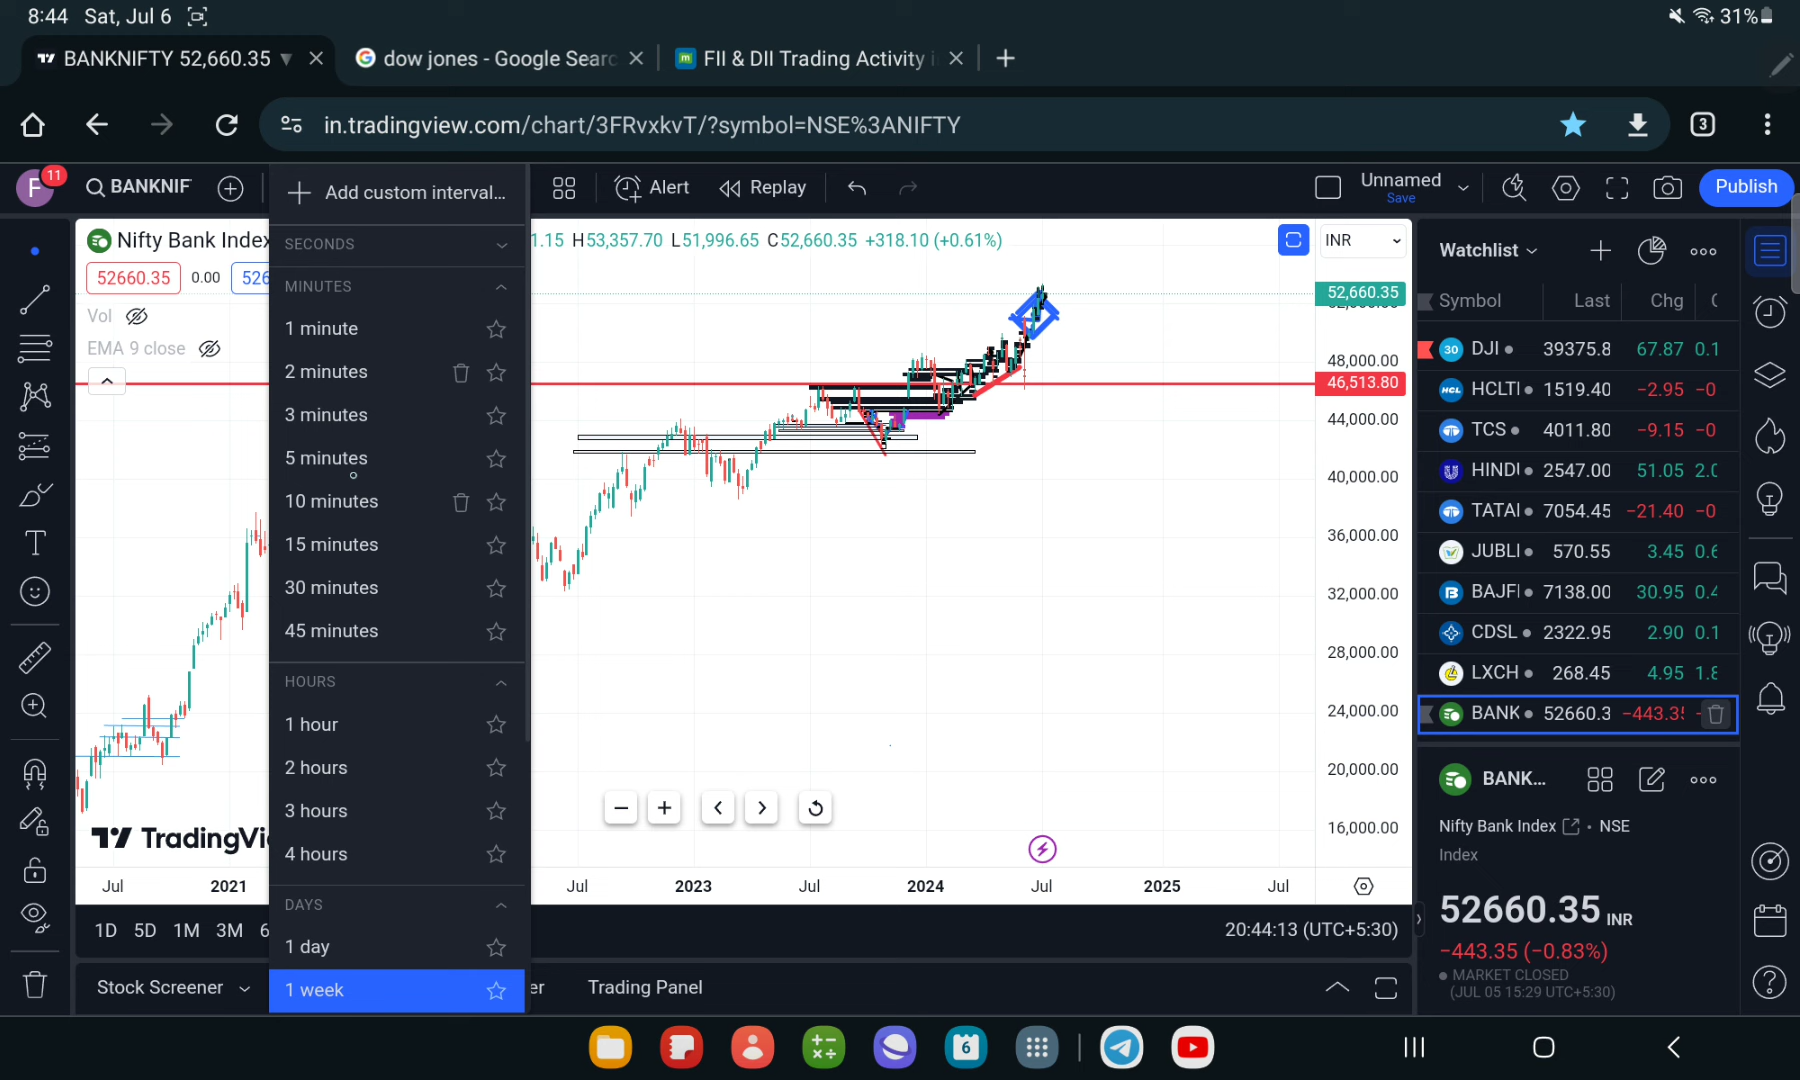 8:44 Sat, Jul 6
31%
BANKNIFTY 52,660.35
dow jones - Google Searc
FII & DII Trading Activity i
in.tradingview.com/chart/3FRvxkvT/?symbol=NSE%3ANIFTY
3
F
11
BANKNIF
Add custom interval...
Alert
Replay
Unnamed
Save
Publish
Nifty Bank Index
1.15 H53,357.70 L51,996.65 C52,660.35 +318.10 (+0.61%)
INR
52660.35
0.00
526
Vol
EMA 9 close
SECONDS
MINUTES
1 minute
2 minutes
3 minutes
5 minutes
10 minutes
15 minutes
30 minutes
45 minutes
HOURS
1 hour
2 hours
3 hours
4 hours
DAYS
1 day
1 week
52,660.35
48,000.00
46,513.80
44,000.00
40,000.00
36,000.00
32,000.00
28,000.00
24,000.00
20,000.00
16,000.00
TradingVi
Jul
2021
Jul
2023
Jul
2024
Jul
2025
Jul
1D 5D 1M 3M 6
20:44:13 (UTC+5:30)
Stock Screener
er
Trading Panel
Watchlist
Symbol Last Chg
30 DJI 39375.8 67.87 0.1
HCL HCLTI 1519.40 −2.95 −0
TCS 4011.80 −9.15 −0
HINDI 2547.00 51.05 2.0
TATAI 7054.45 −21.40 −0
JUBLI 570.55 3.45 0.6
B BAJFI 7138.00 30.95 0.4
CDSL 2322.95 2.90 0.1
LXCH 268.45 4.95 1.8
BANK 52660.3 −443.35 -
BANK...
Nifty Bank Index • NSE
Index
52660.35 INR
−443.35 (−0.83%)
MARKET CLOSED
(JUL 05 15:29 UTC+5:30)
6